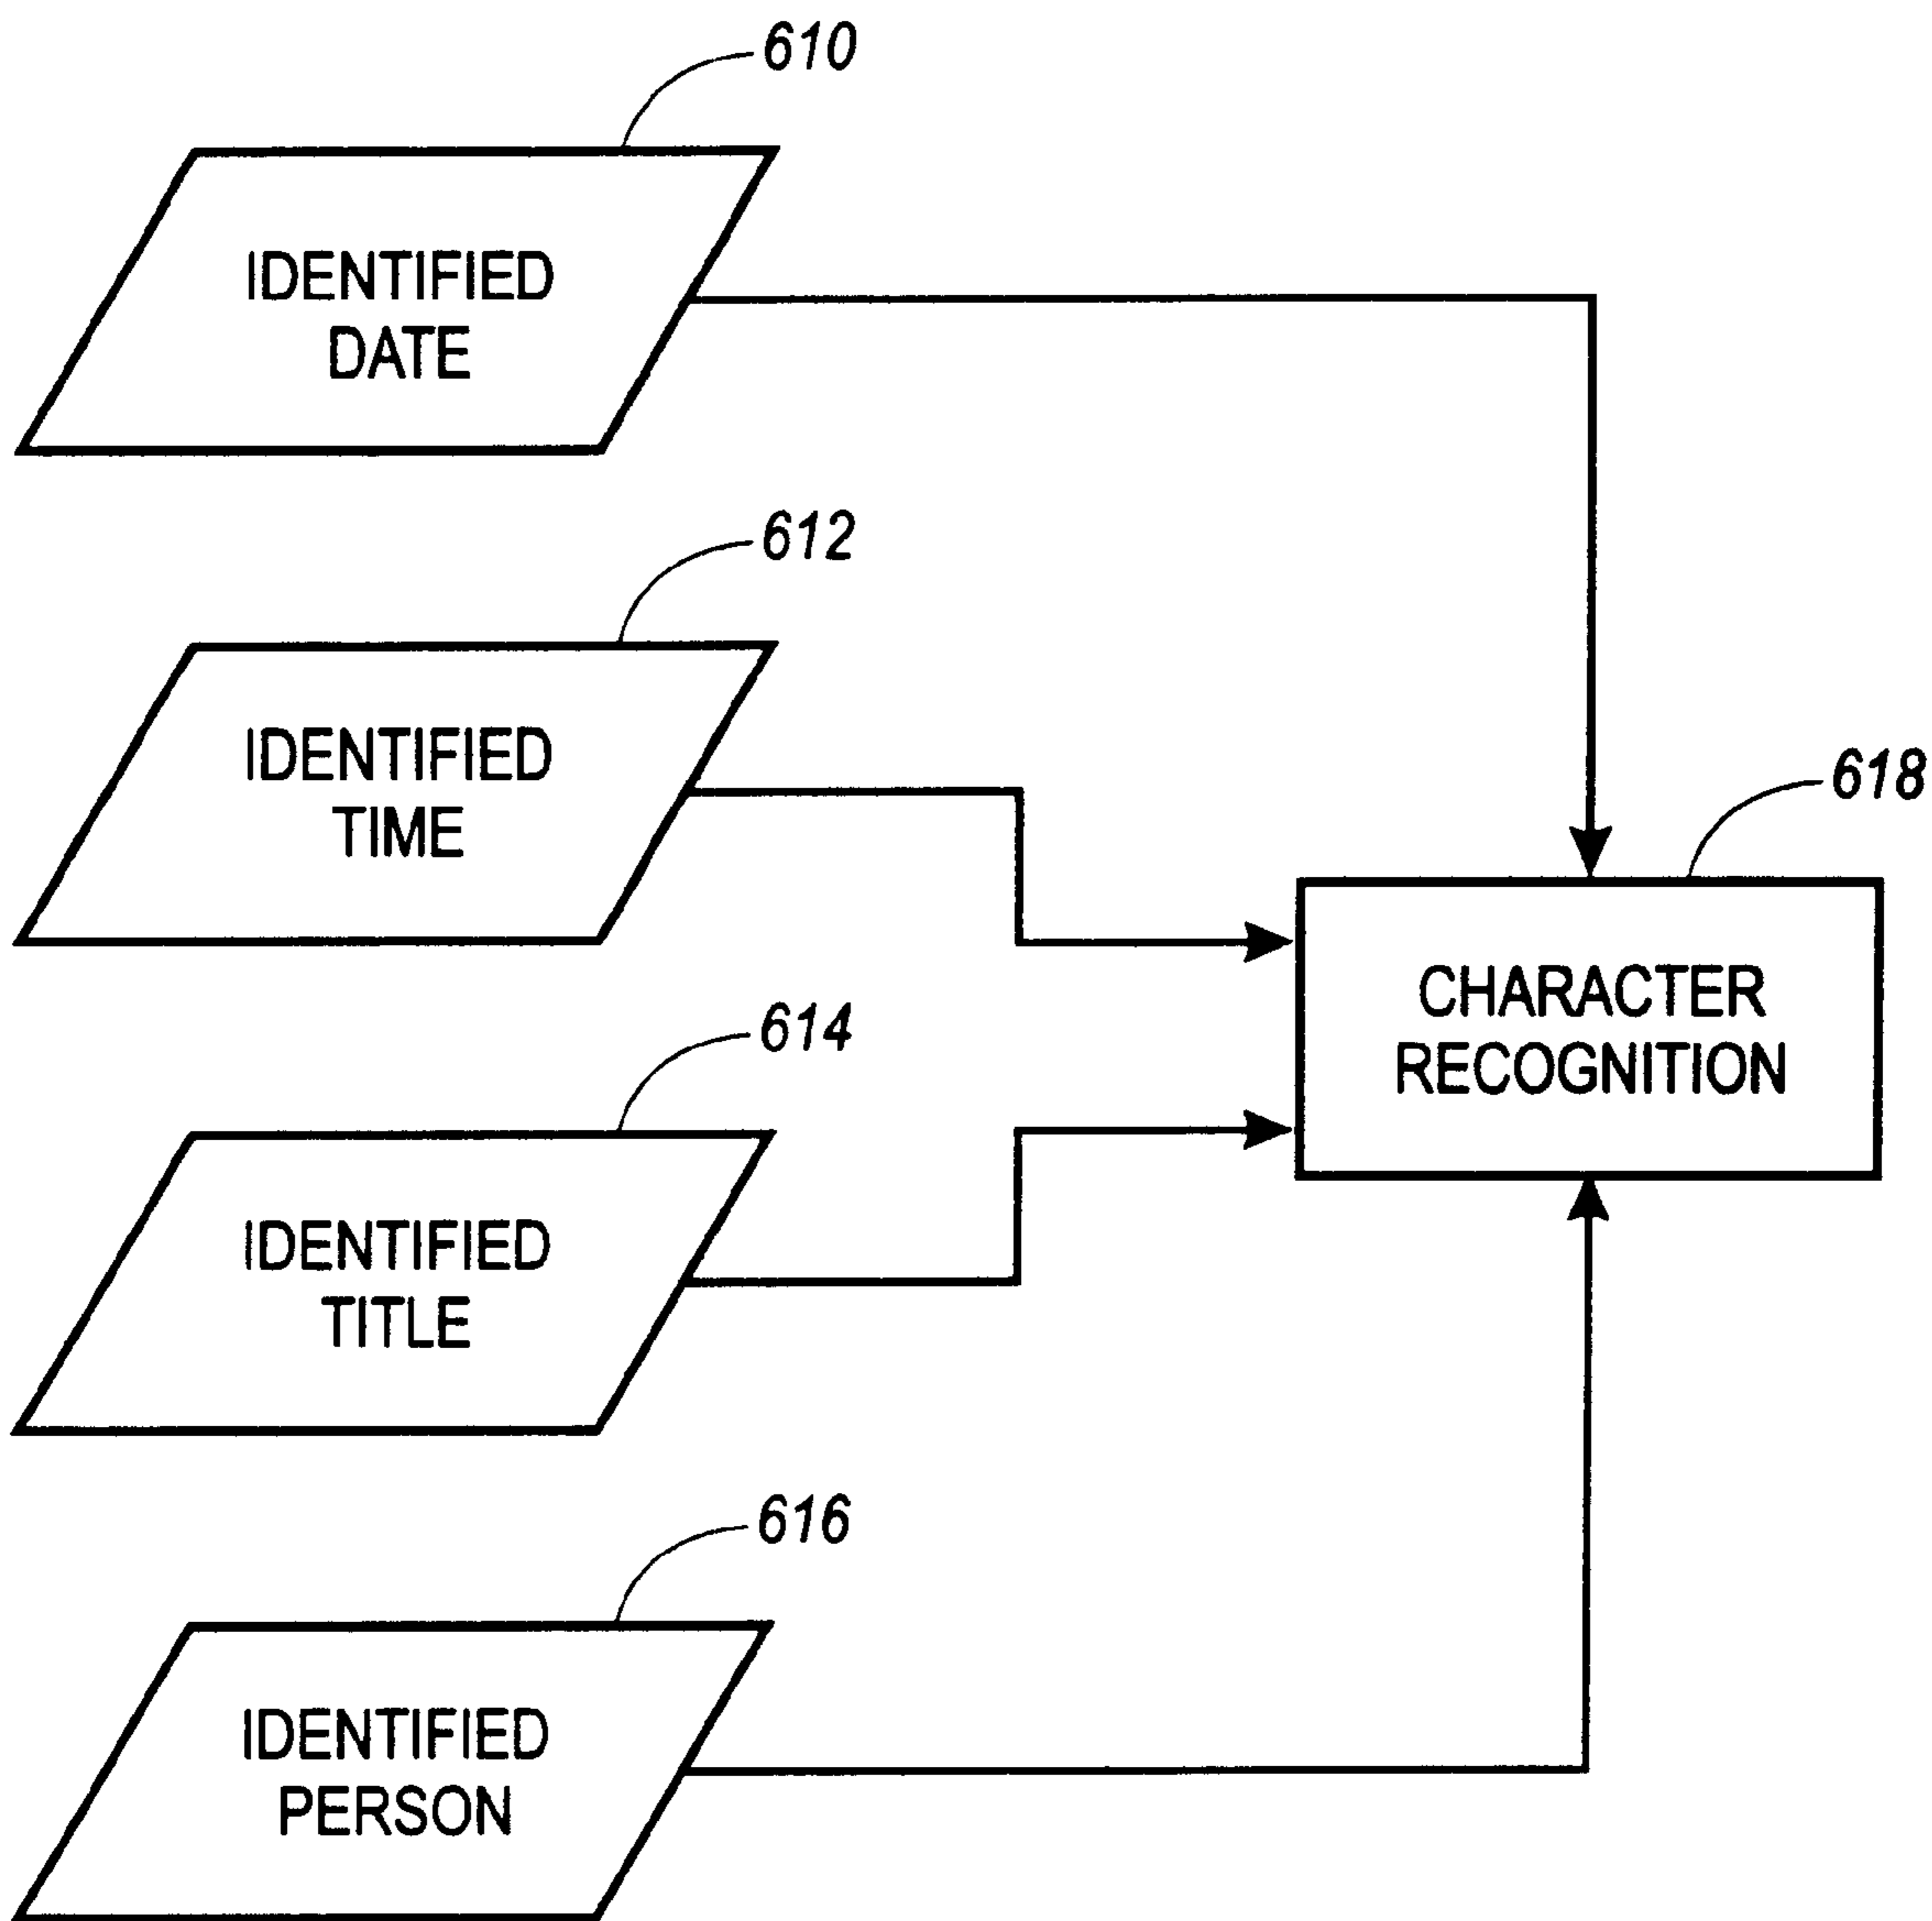 610
IDENTIFIED
DATE
612
IDENTIFIED
TIME
618
CHARACTER
RECOGNITION
614
IDENTIFIED
TITLE
616
IDENTIFIED
PERSON